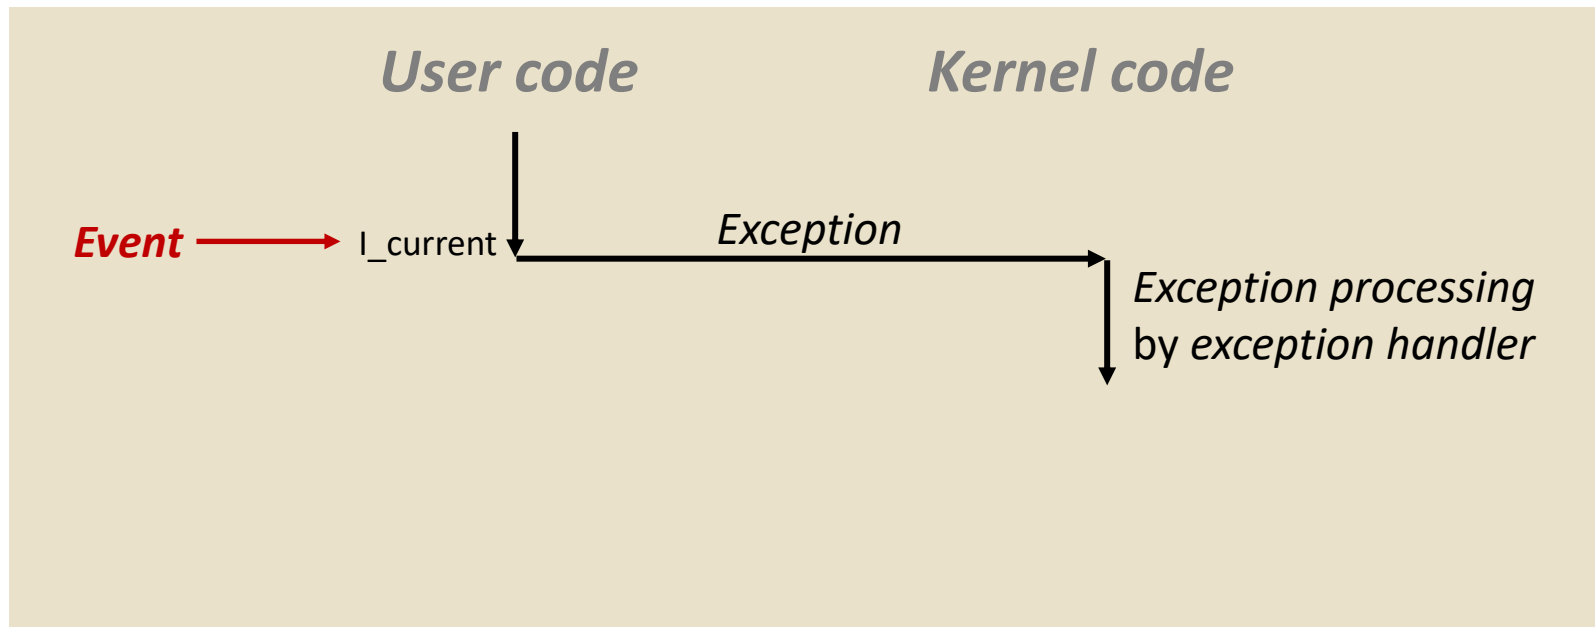 User code
Kernel code
Event
I_current
Exception
Exception processing
by exception handler